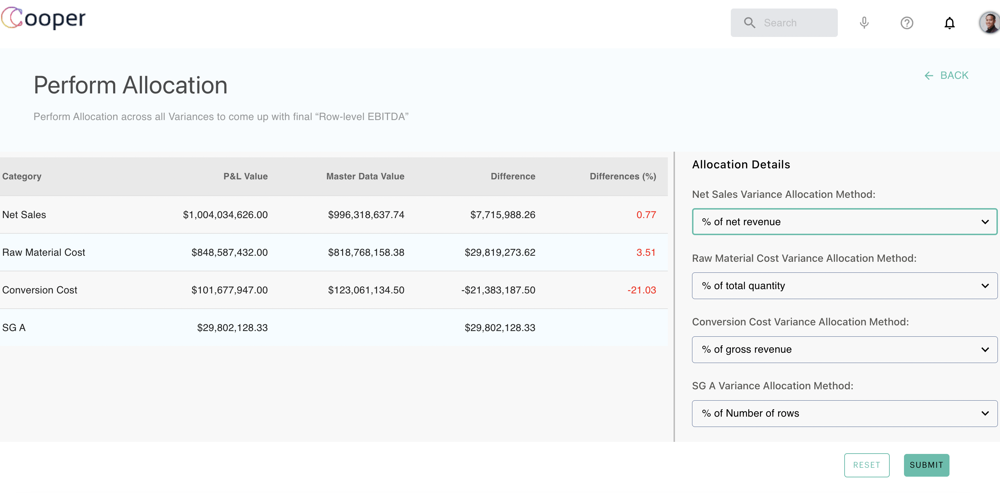 Cooper
Search
Perform Allocation
BACK
Perform Allocation across all Variances to come up with final “Row-level EBITDA”
Category P&L Value Master Data Value Difference Differences (%)
Net Sales $1,004,034,626.00 $996,318,637.74 $7,715,988.26 0.77
Raw Material Cost $848,587,432.00 $818,768,158.38 $29,819,273.62 3.51
Conversion Cost $101,677,947.00 $123,061,134.50 -$21,383,187.50 -21.03
SG A $29,802,128.33 $29,802,128.33
Allocation Details
Net Sales Variance Allocation Method:
% of net revenue
Raw Material Cost Variance Allocation Method:
% of total quantity
Conversion Cost Variance Allocation Method:
% of gross revenue
SG A Variance Allocation Method:
% of Number of rows
RESET SUBMIT